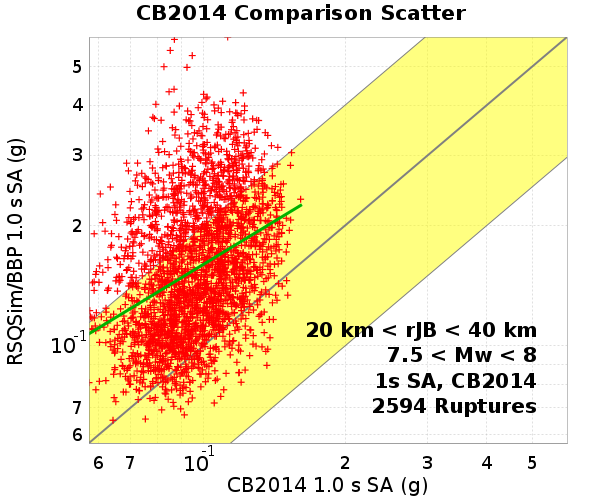 CB2014 Comparison Scatter
RSQSim/BBP 1.0 s SA (g)
5
4
3
2
10^-1
7
6
20 km < rJB < 40 km
7.5 < Mw < 8
1s SA, CB2014
2594 Ruptures
6 7 10^-1 2 3 4 5
CB2014 1.0 s SA (g)